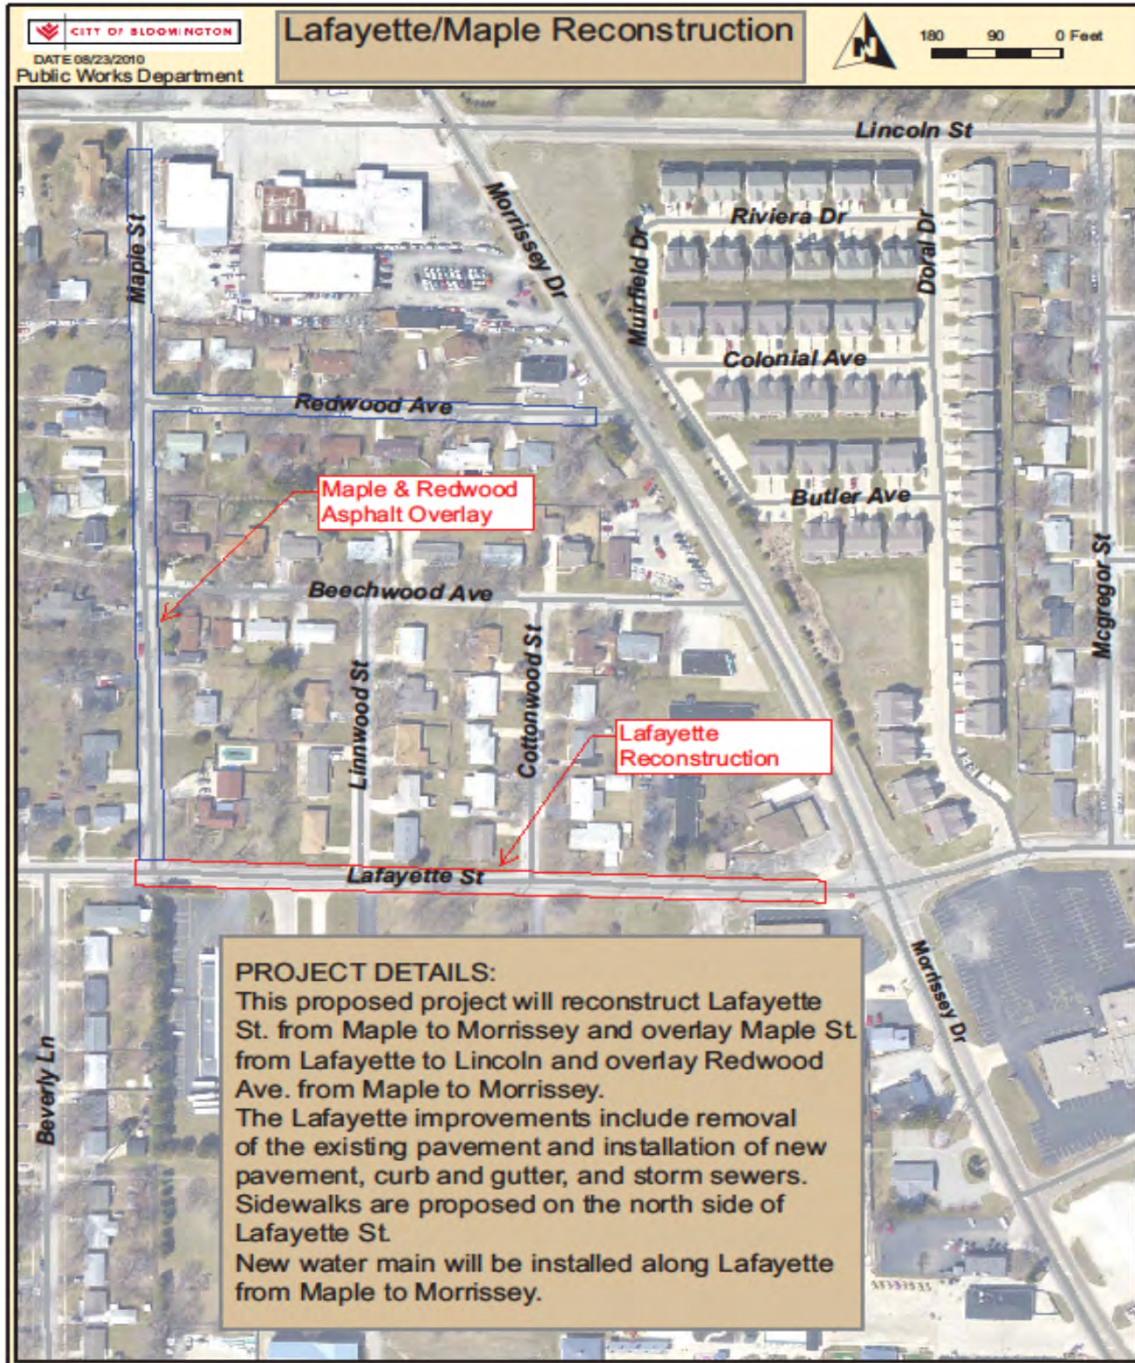 CITY OF BLOOMINGTON
DATE 08/23/2010
Public Works Department
Lafayette/Maple Reconstruction
N
180 90 0 Feet
Lincoln St
Maple St
Morrissey Dr
Riviera Dr
Muirfield Dr
Doral Dr
Colonial Ave
Redwood Ave
Maple & Redwood
Asphalt Overlay
Butler Ave
Mcgregor St
Beechwood Ave
Linnwood St
Cottonwood St
Lafayette
Reconstruction
Lafayette St
Beverly Ln
Morrissey Dr
PROJECT DETAILS:
This proposed project will reconstruct Lafayette
St. from Maple to Morrissey and overlay Maple St.
from Lafayette to Lincoln and overlay Redwood
Ave. from Maple to Morrissey.
The Lafayette improvements include removal
of the existing pavement and installation of new
pavement, curb and gutter, and storm sewers.
Sidewalks are proposed on the north side of
Lafayette St.
New water main will be installed along Lafayette
from Maple to Morrissey.